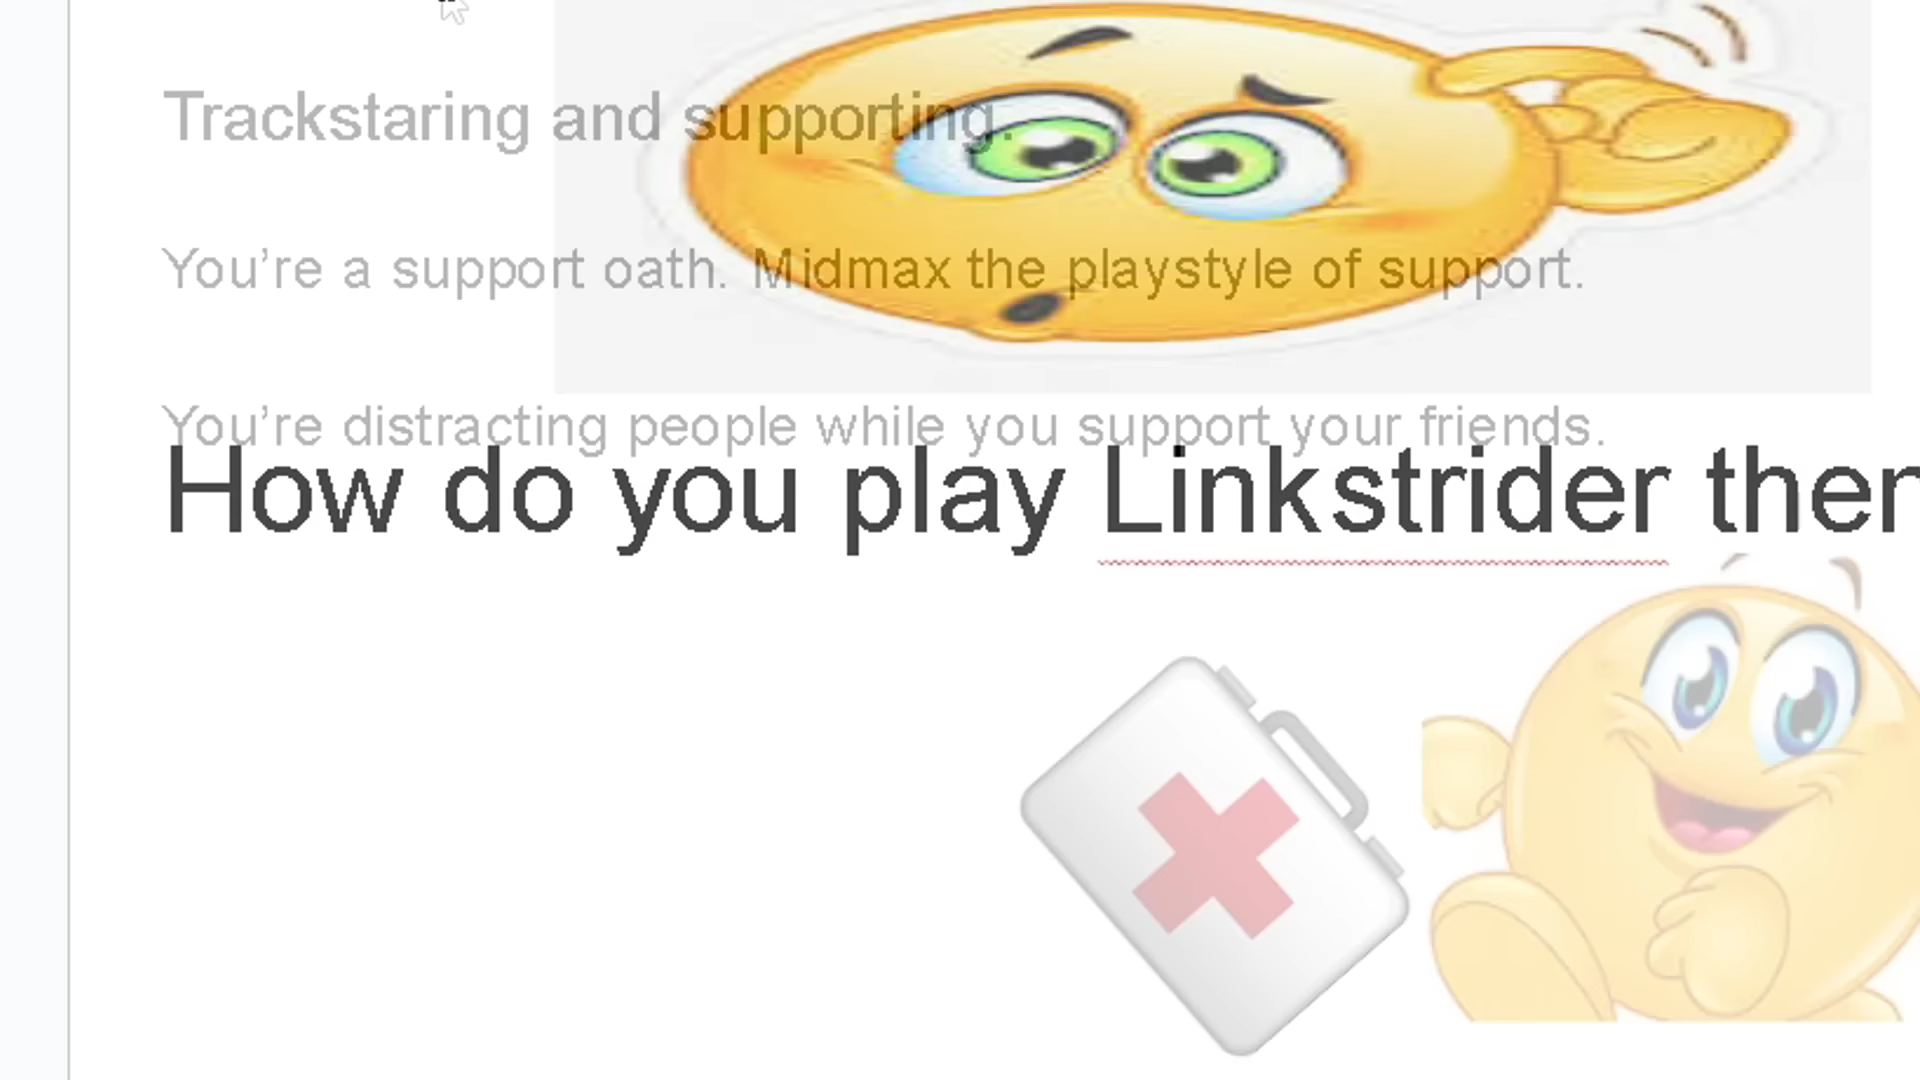 Trackstaring and supporting.
You’re a support oath. Midmax the playstyle of support.
You’re distracting people while you support your friends.
How do you play Linkstrider